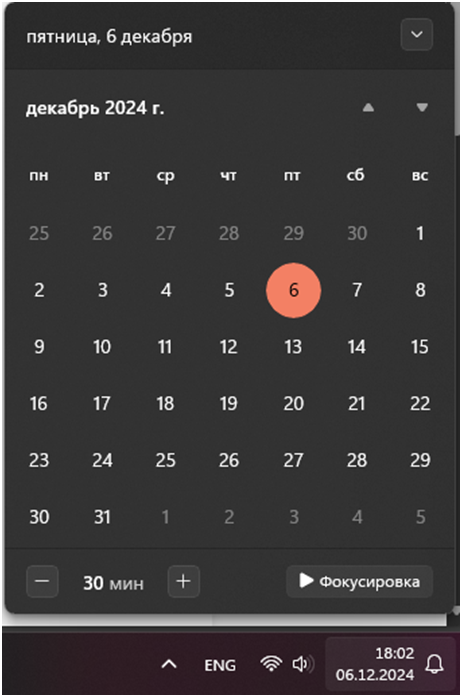 пятница, 6 декабря
декабрь 2024 г.
пн вт ср чт пт сб вс
25 26 27 28 29 30 1
2 3 4 5 6 7 8
9 10 11 12 13 14 15
16 17 18 19 20 21 22
23 24 25 26 27 28 29
30 31 1 2 3 4 5
30 мин Фокусировка
ENG 18:02
06.12.2024